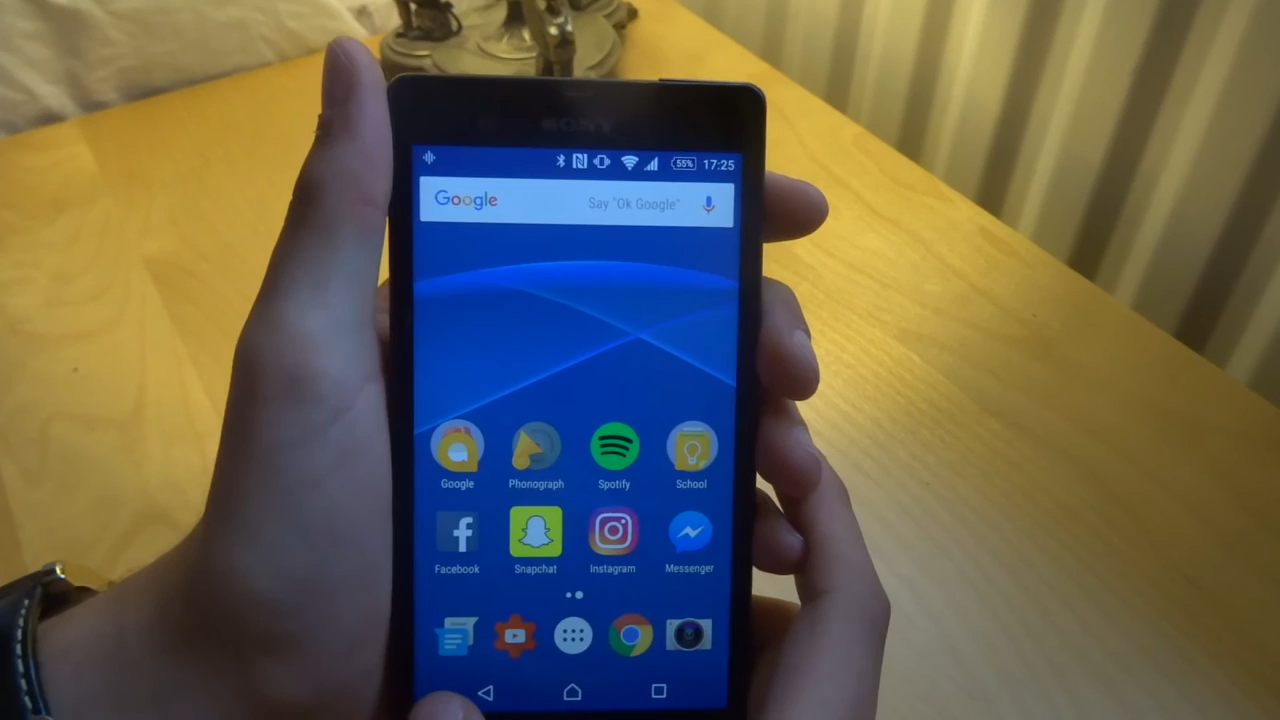 SONY
55% 17:25
Google Say "Ok Google"
Google Phonograph Spotify School
Facebook Snapchat Instagram Messenger